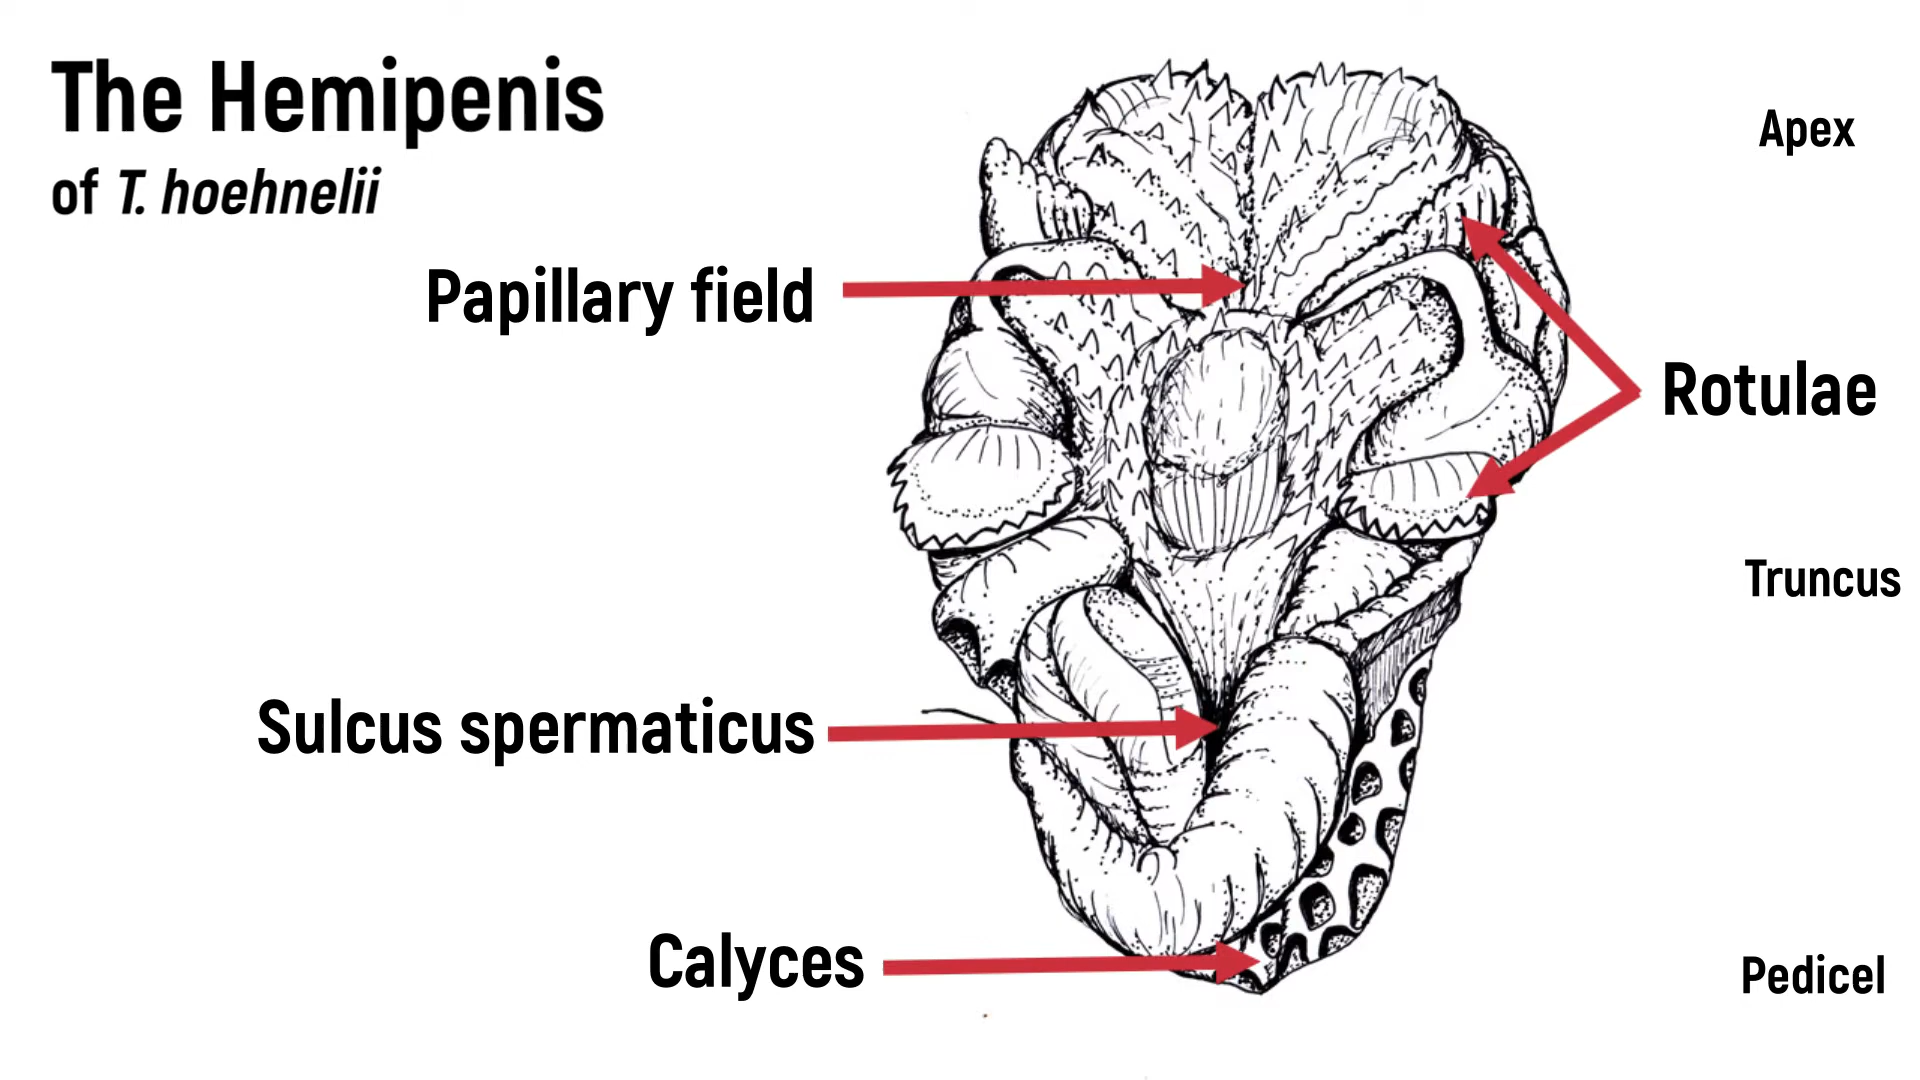 The Hemipenis
of T. hoehnelii
Apex
Papillary field
Rotulae
Truncus
Sulcus spermaticus
Calyces
Pedicel